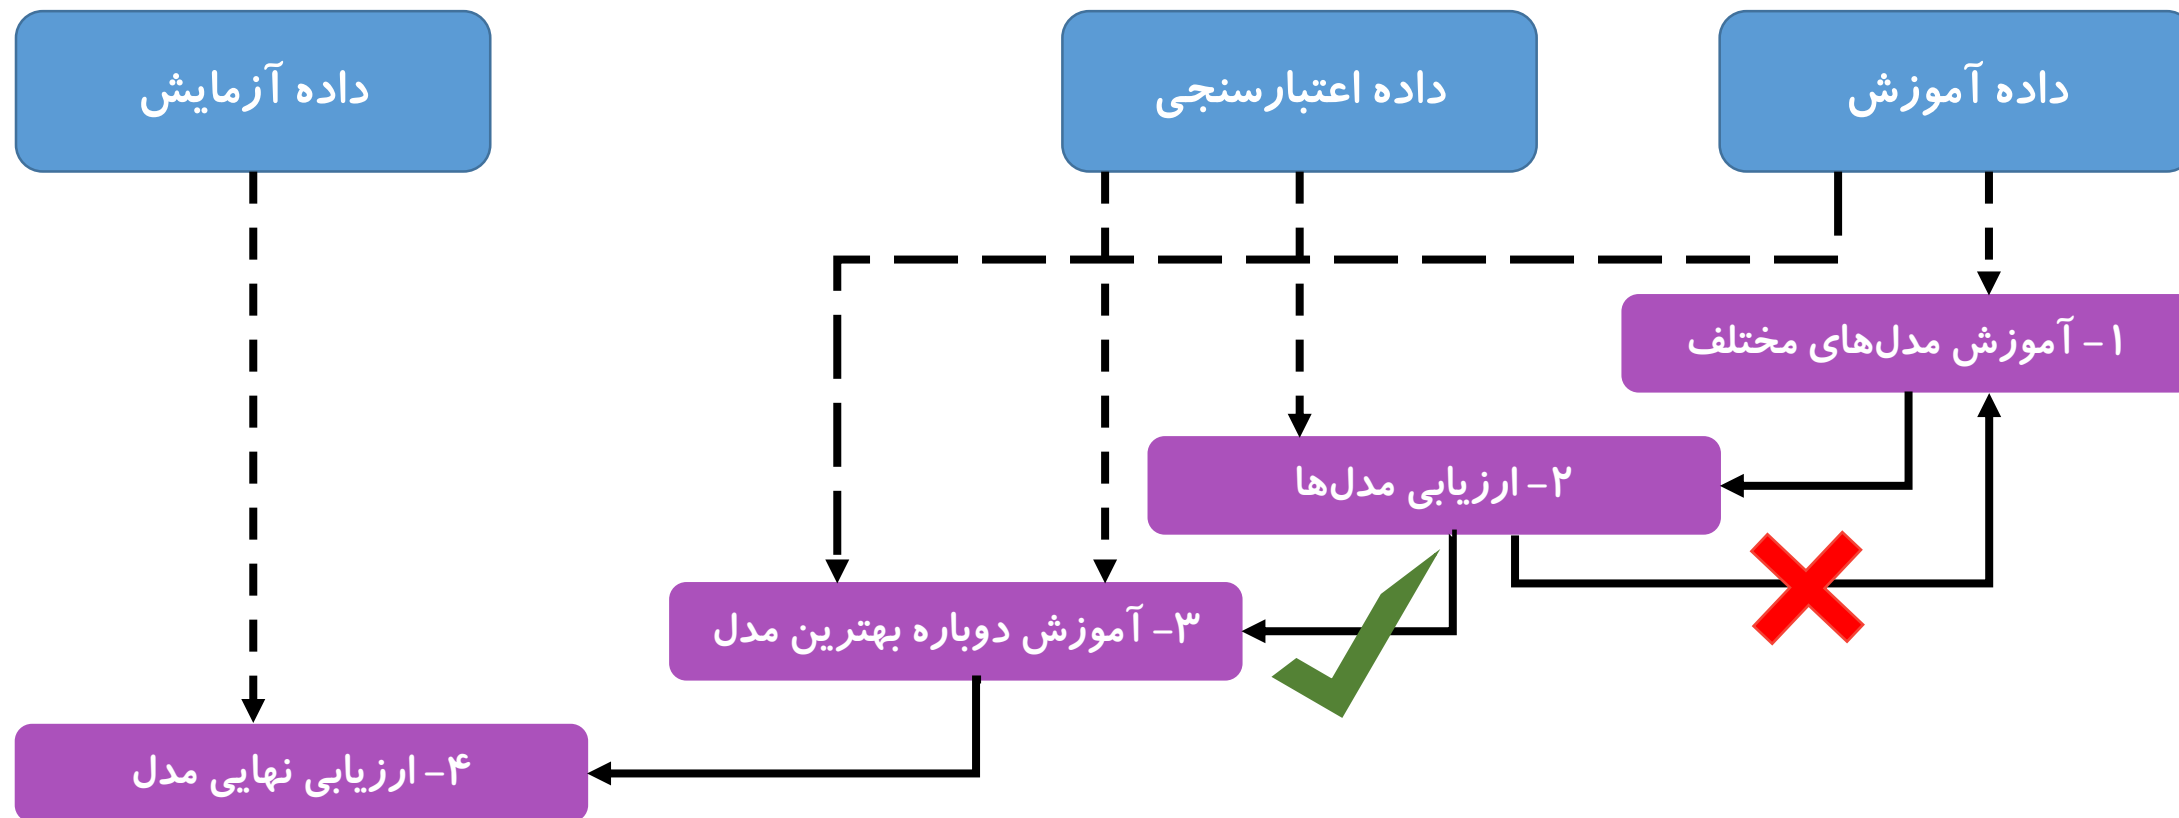 داده آموزش
داده اعتبارسنجی
داده آزمایش
۱- آموزش مدل‌های مختلف
۲- ارزیابی مدل‌ها
۳- آموزش دوباره بهترین مدل
۴- ارزیابی نهایی مدل